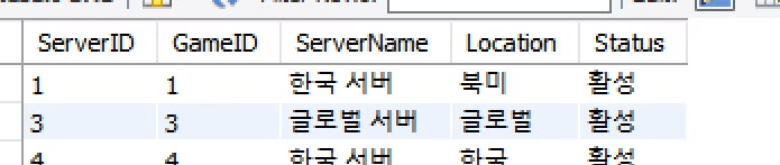 ServerID GameID ServerName Location Status
1 1 한국 서버 북미 활성
3 3 글로벌 서버 글로벌 활성
4 4 한국 서버 한국 활성